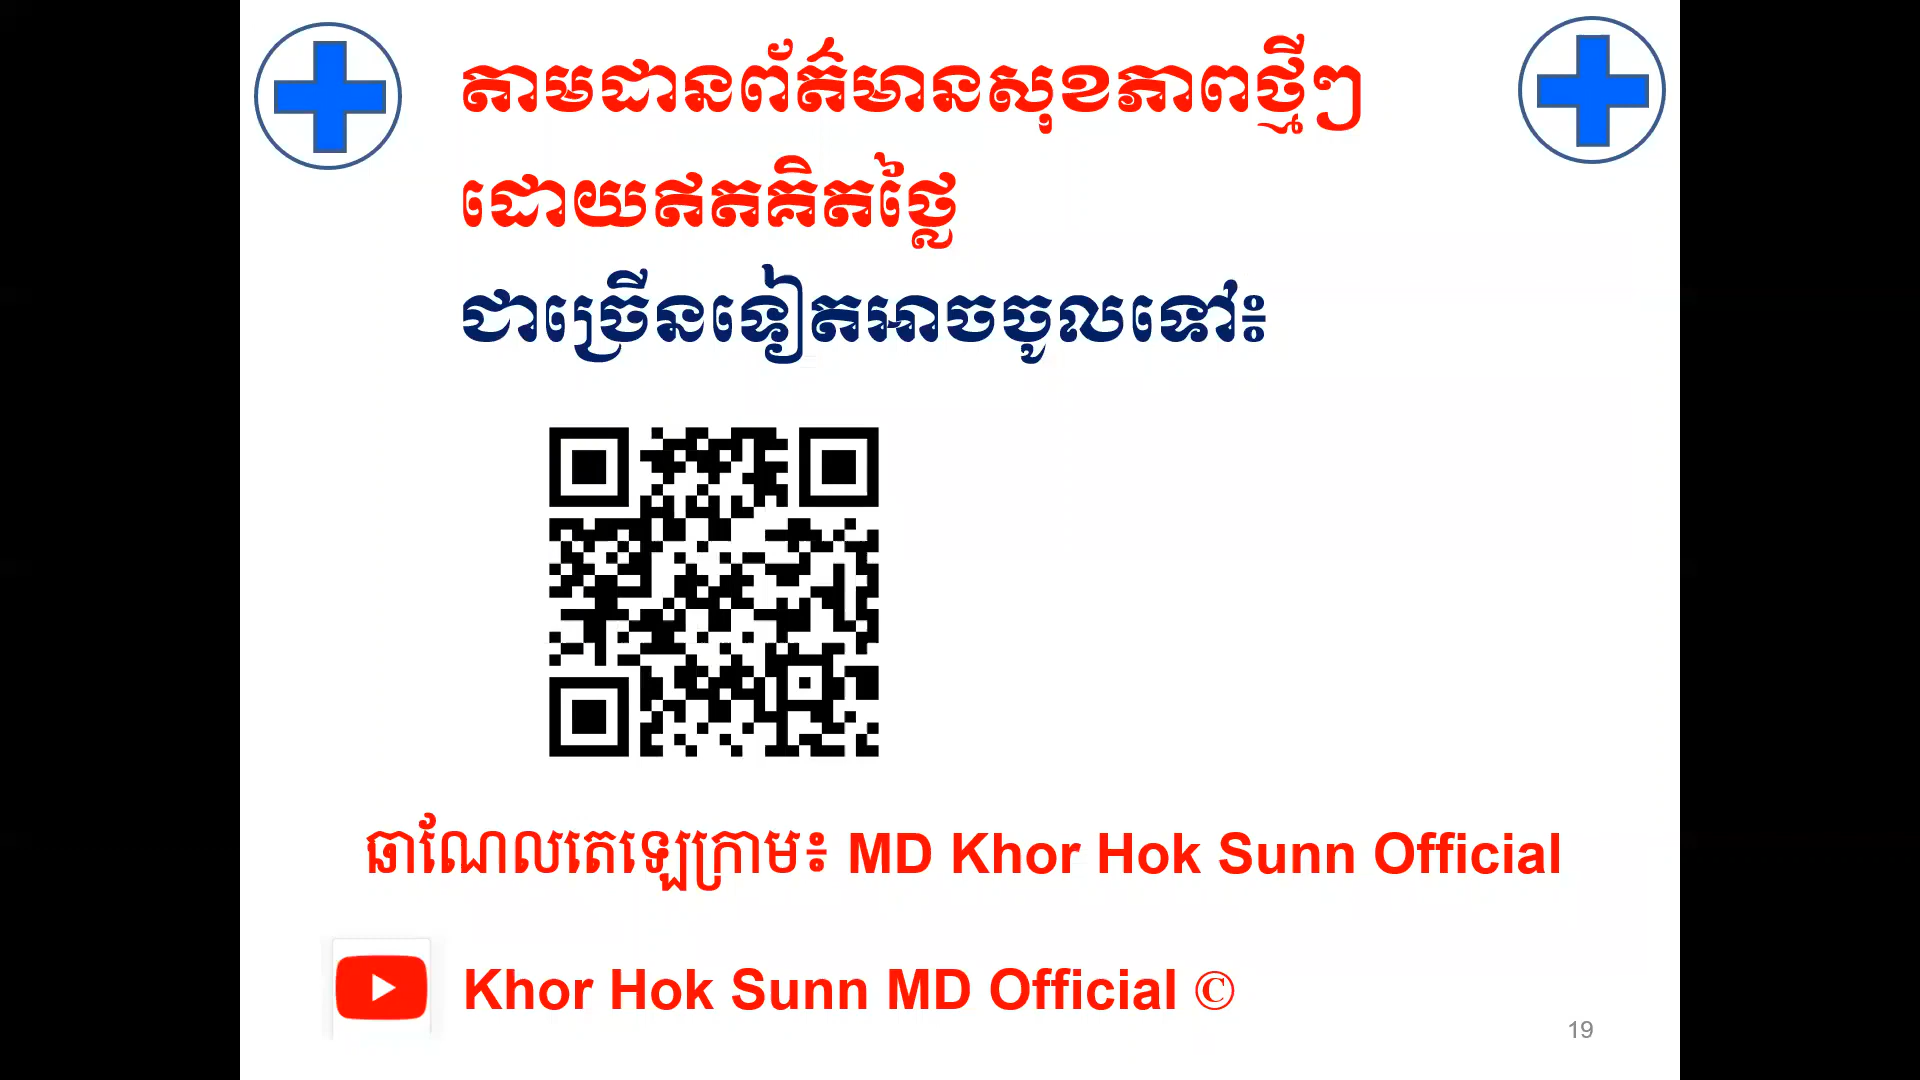 តាមដានព័ត៌មានសុខភាពថ្មីៗ
ដោយឥតគិតថ្លៃ
ជាច្រើនទៀតអាចចូលទៅ៖
ឆាណែលតេឡេក្រាម៖ MD Khor Hok Sunn Official
Khor Hok Sunn MD Official ©
19